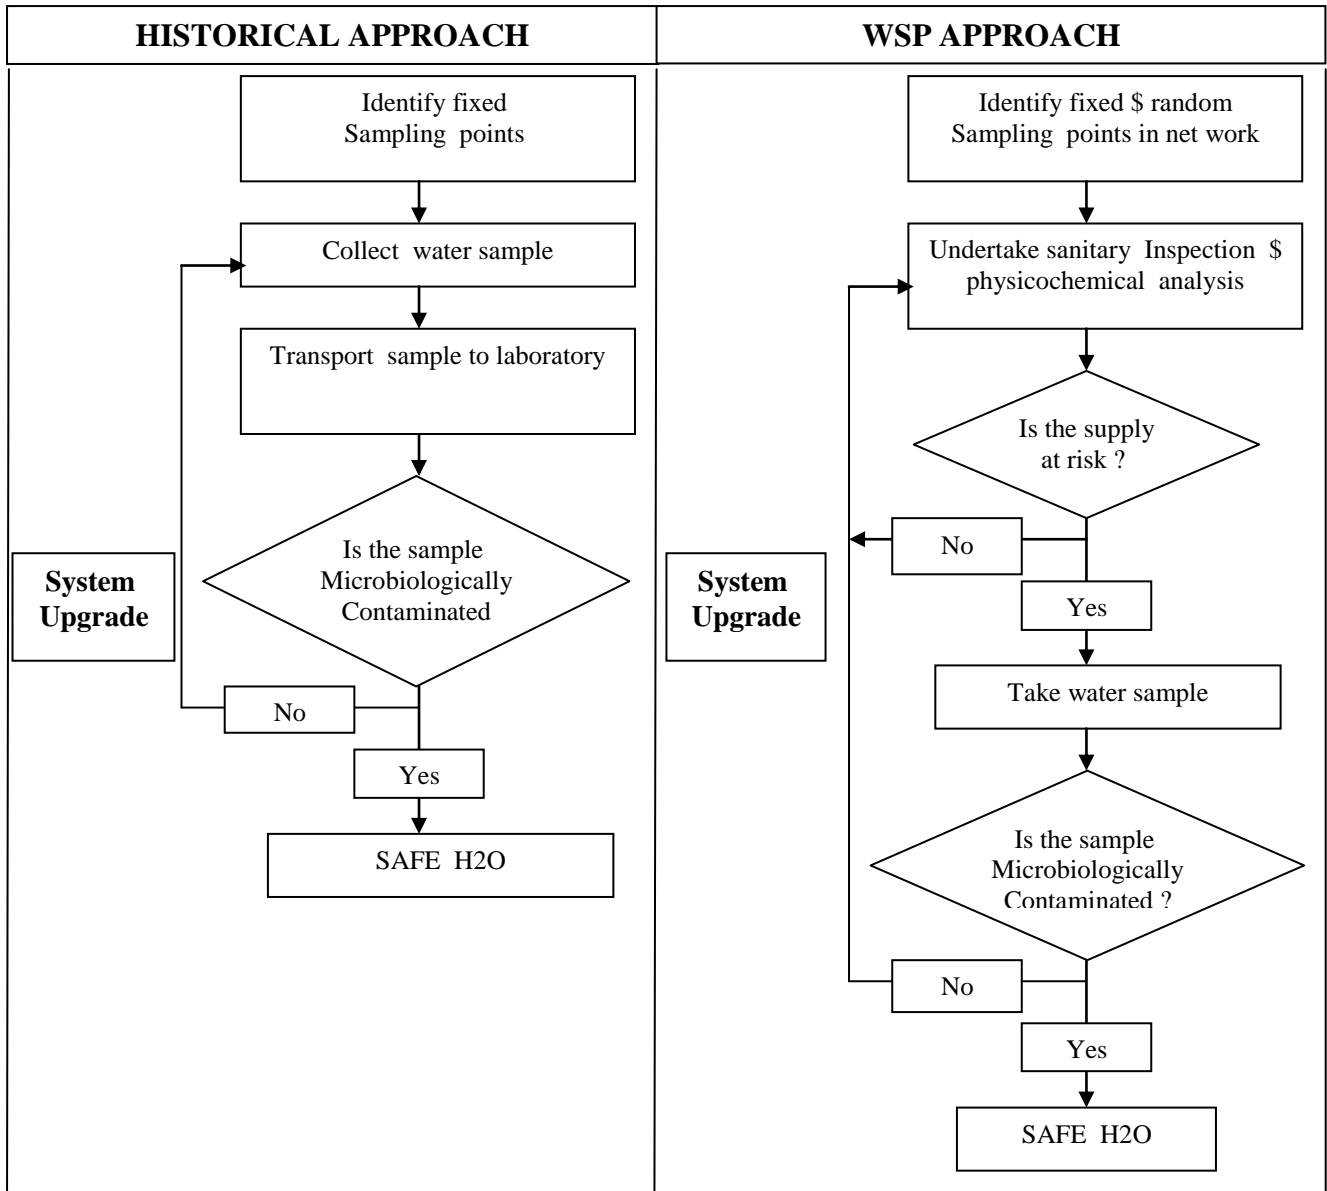 HISTORICAL APPROACH
Identify fixed
Sampling points
Collect water sample
Transport sample to laboratory
Is the sample
Microbiologically
Contaminated
System
Upgrade
No
Yes
SAFE H2O
WSP APPROACH
Identify fixed $ random
Sampling points in net work
Undertake sanitary Inspection $
physicochemical analysis
Is the supply
at risk ?
No
System
Upgrade
Yes
Take water sample
Is the sample
Microbiologically
Contaminated ?
No
Yes
SAFE H2O